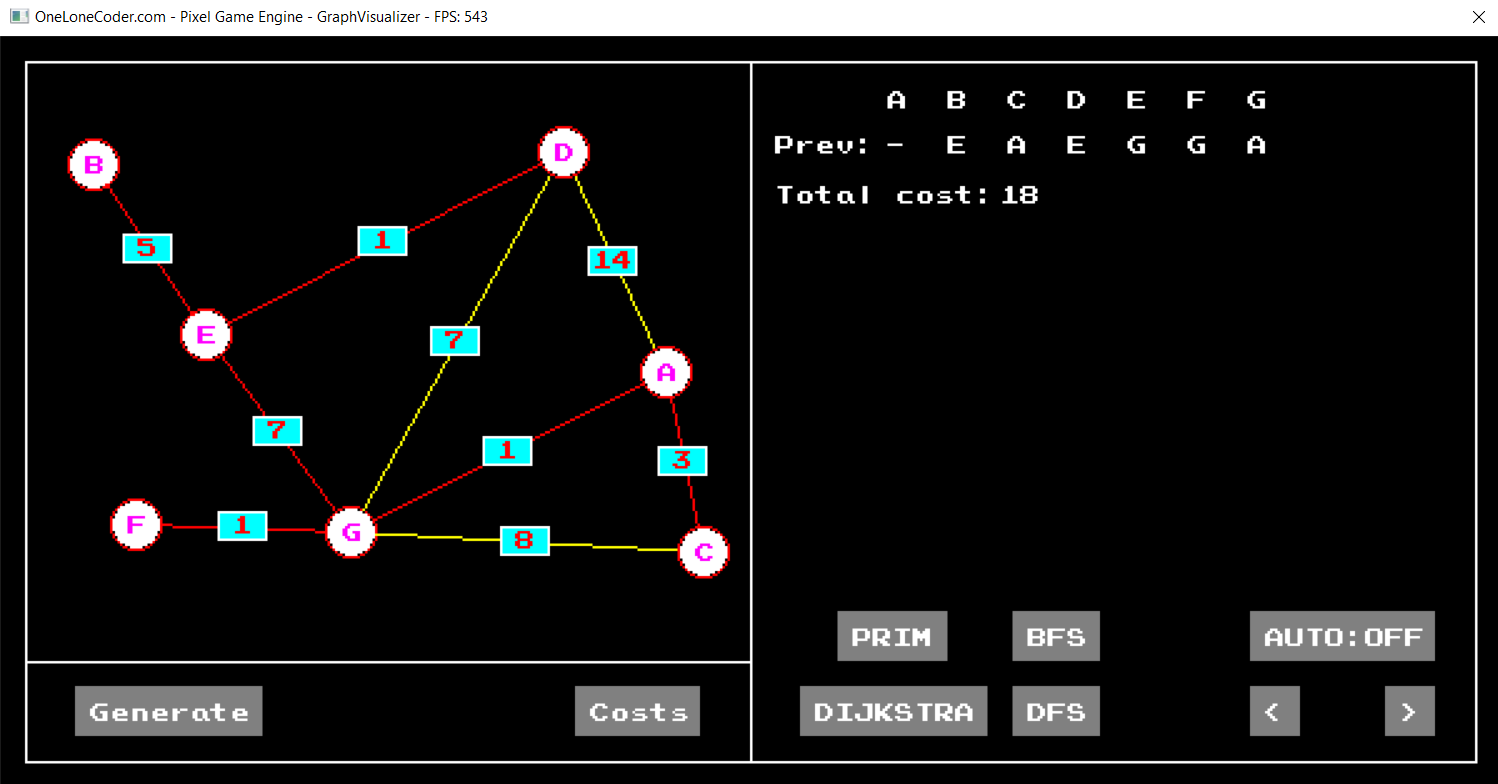 OneLoneCoder.com - Pixel Game Engine - GraphVisualizer - FPS: 543
A B C D E F G
Prev: - E A E G G A
Total cost: 18
B
D
5
1
14
E
7
A
7
1
3
F
1
G
8
C
PRIM BFS AUTO:OFF
Generate Costs DIJKSTRA DFS < >